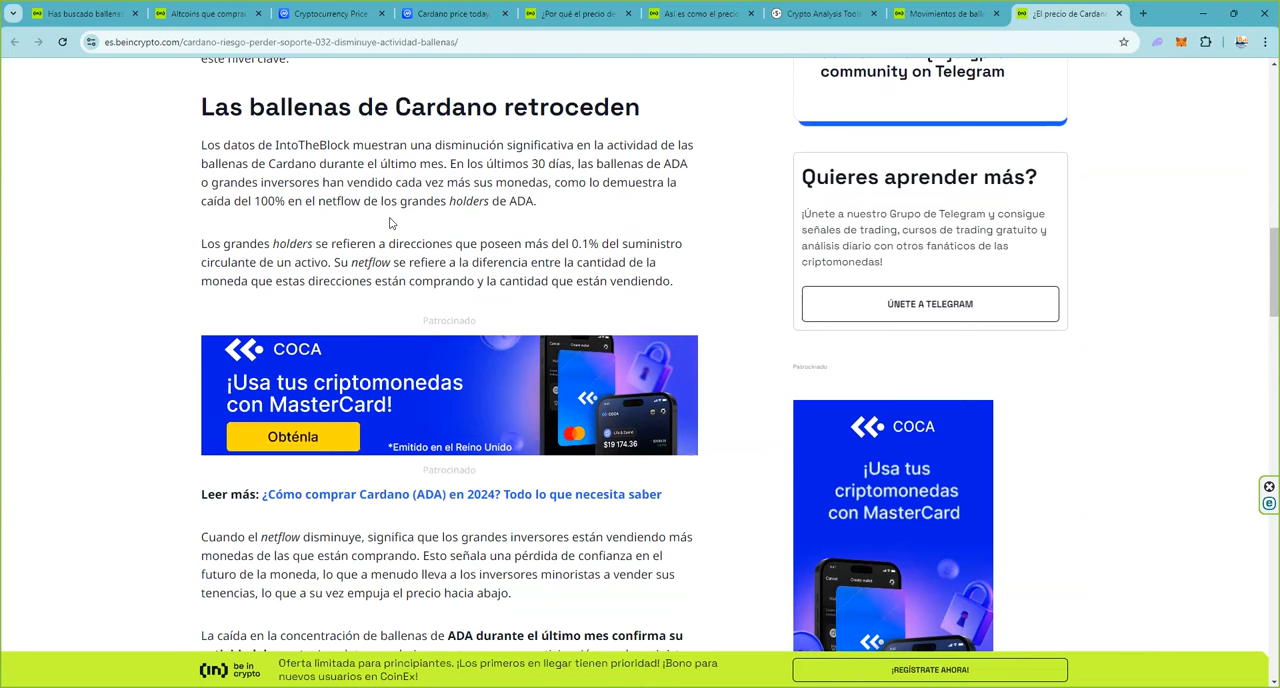 Has buscado ballenas
Altcoins que compra
Cryptocurrency Price
Cardano price today,
¿Por qué el precio de
Así es como el precio
Crypto Analysis Tools
Movimientos de ball
¿El precio de Cardano
es.beincrypto.com/cardano-riesgo-perder-soporte-032-disminuye-actividad-ballenas/
este nivel clave.
Las ballenas de Cardano retroceden
Los datos de IntoTheBlock muestran una disminución significativa en la actividad de las
ballenas de Cardano durante el último mes. En los últimos 30 días, las ballenas de ADA
o grandes inversores han vendido cada vez más sus monedas, como lo demuestra la
caída del 100% en el netflow de los grandes holders de ADA.
Los grandes holders se refieren a direcciones que poseen más del 0.1% del suministro
circulante de un activo. Su netflow se refiere a la diferencia entre la cantidad de la
moneda que estas direcciones están comprando y la cantidad que están vendiendo.
Patrocinado
COCA
¡Usa tus criptomonedas
con MasterCard!
Obténla
*Emitido en el Reino Unido
$19 174.36
Patrocinado
Leer más: ¿Cómo comprar Cardano (ADA) en 2024? Todo lo que necesita saber
Cuando el netflow disminuye, significa que los grandes inversores están vendiendo más
monedas de las que están comprando. Esto señala una pérdida de confianza en el
futuro de la moneda, lo que a menudo lleva a los inversores minoristas a vender sus
tenencias, lo que a su vez empuja el precio hacia abajo.
La caída en la concentración de ballenas de ADA durante el último mes confirma su
community on Telegram
Quieres aprender más?
¡Únete a nuestro Grupo de Telegram y consigue
señales de trading, cursos de trading gratuito y
análisis diario con otros fanáticos de las
criptomonedas!
ÚNETE A TELEGRAM
Patrocinado
COCA
¡Usa tus
criptomonedas
con MasterCard
be in
crypto
Oferta limitada para principiantes. ¡Los primeros en llegar tienen prioridad! ¡Bono para
nuevos usuarios en CoinEx!
¡REGÍSTRATE AHORA!